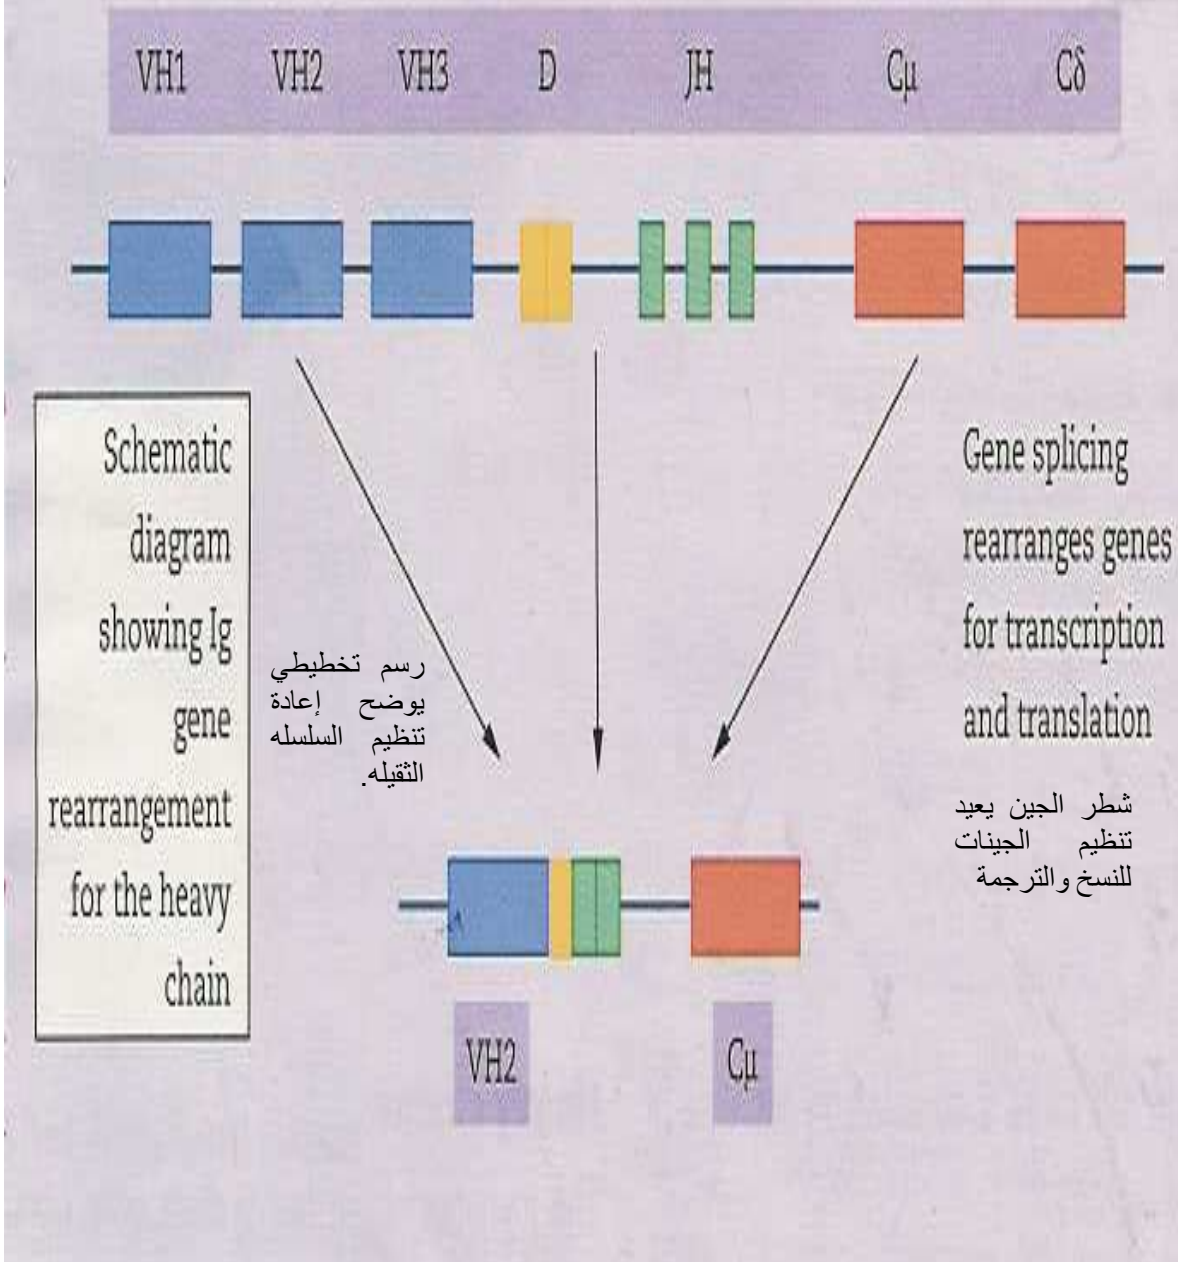 VH1 VH2 VH3 D JH Cμ Cδ
Schematic
diagram
showing Ig
gene
rearrangement
for the heavy
chain
رسم تخطيطي
يوضح إعادة
تنظيم السلسله
الثقيله.
Gene splicing
rearranges genes
for transcription
and translation
شطر الجين يعيد
تنظيم الجينات
للنسخ والترجمة
VH2 Cμ